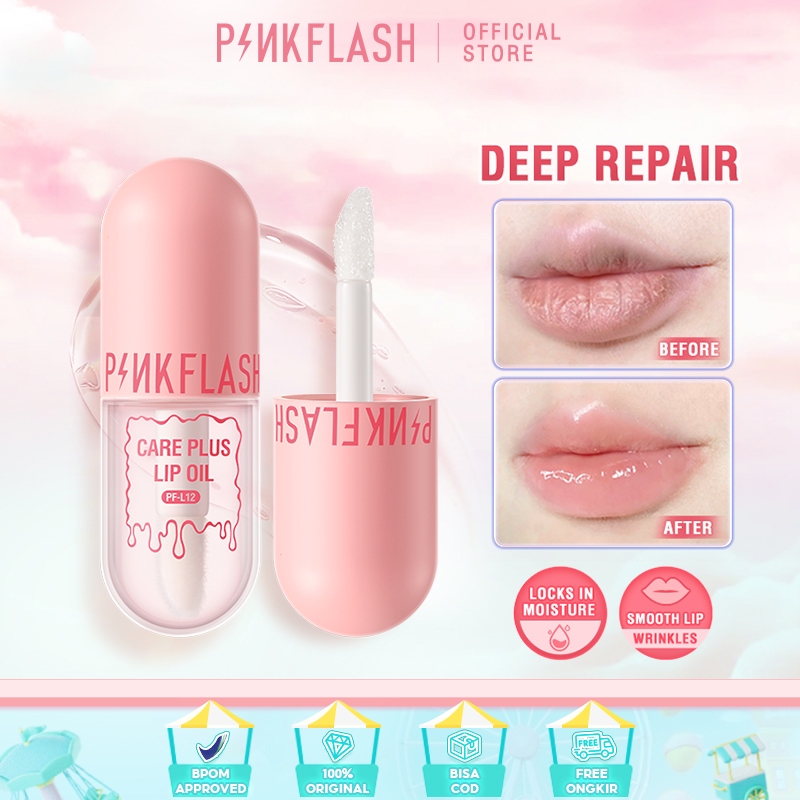 PINKFLASH
OFFICIAL
STORE
DEEP REPAIR
BEFORE
AFTER
PINKFLASH
CARE PLUS
LIP OIL
PF-L12
PINKFLASH
LOCKS IN
MOISTURE
SMOOTH LIP
WRINKLES
BPOM
APPROVED
100%
ORIGINAL
BISA
COD
FREE
FREE
ONGKIR